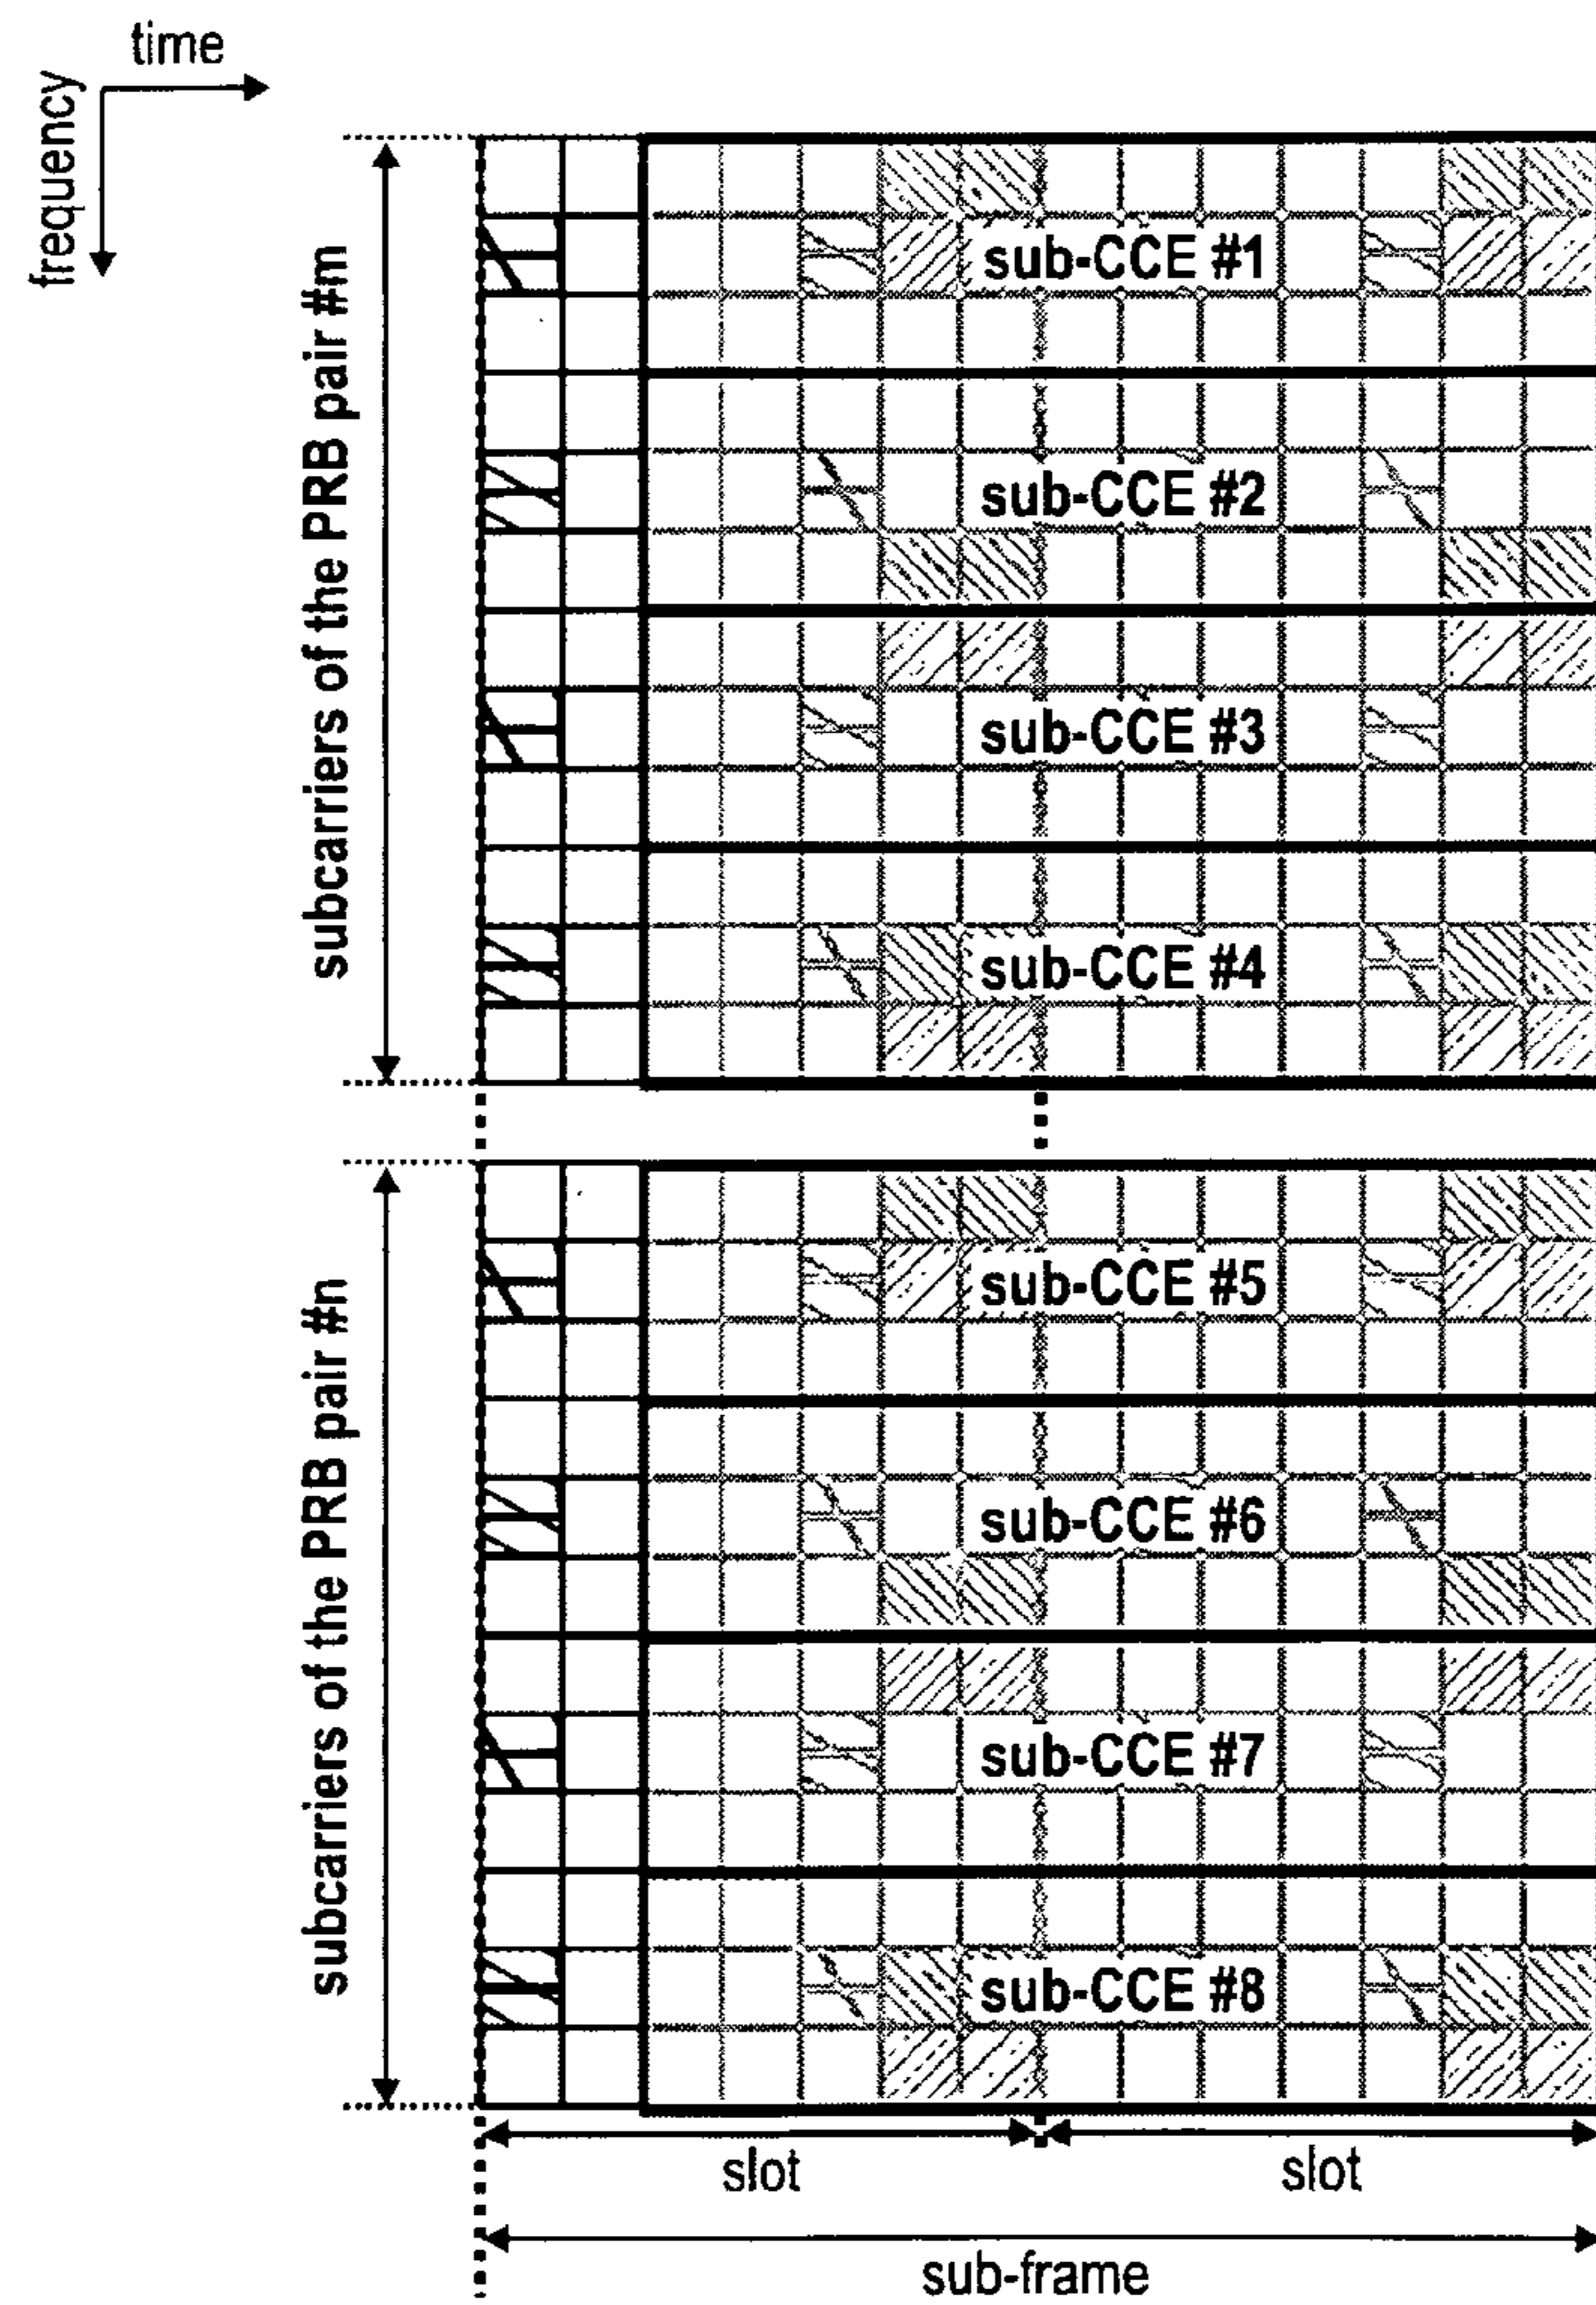 time
frequency
subcarriers of the PRB pair #m
sub-CCE #1
sub-CCE #2
sub-CCE #3
sub-CCE #4
subcarriers of the PRB pair #n
sub-CCE #5
sub-CCE #6
sub-CCE #7
sub-CCE #8
slot
slot
sub-frame